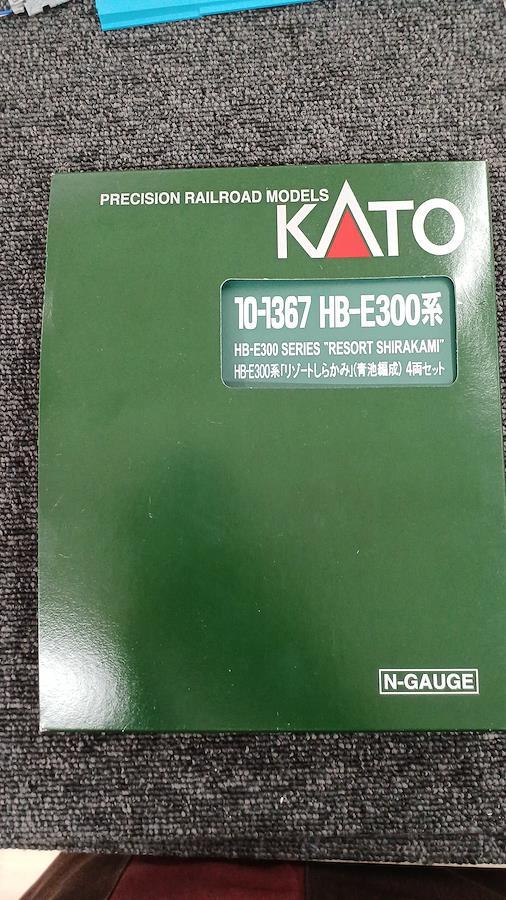 PRECISION RAILROAD MODELS
KATO
10-1367 HB-E300系
HB-E300 SERIES "RESORT SHIRAKAMI"
HB-E300系「リゾートしらかみ」(青池編成) 4両セット
N-GAUGE